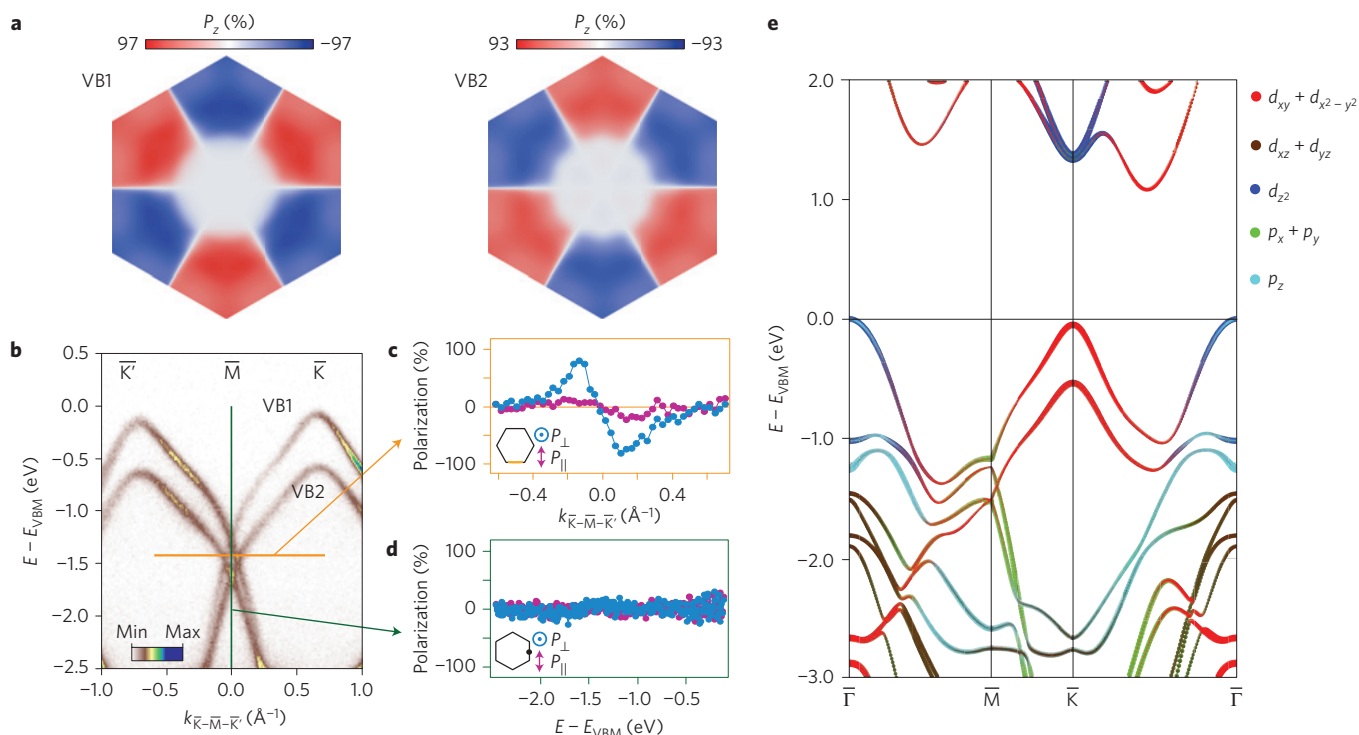 a
P_z (%)
97 −97
VB1
P_z (%)
93 −93
VB2
b
0.5
0.0
−0.5
−1.0
−1.5
−2.0
−2.5
E − E_VBM (eV)
K̅′ M̅ K̅
VB1
VB2
Min Max
−1.0 −0.5 0.0 0.5 1.0
k_K̅–M̅–K̅′ (Å⁻¹)
c
Polarization (%)
100
0
−100
P_⊥
P_||
−0.4 0.0 0.4
k_K̅–M̅–K̅′ (Å⁻¹)
d
Polarization (%)
100
0
−100
P_⊥
P_||
−2.0 −1.5 −1.0 −0.5
E − E_VBM (eV)
e
E − E_VBM (eV)
2.0
1.0
0.0
−1.0
−2.0
−3.0
Γ̅ M̅ K̅ Γ̅
d_xy + d_x²−y²
d_xz + d_yz
d_z²
p_x + p_y
p_z